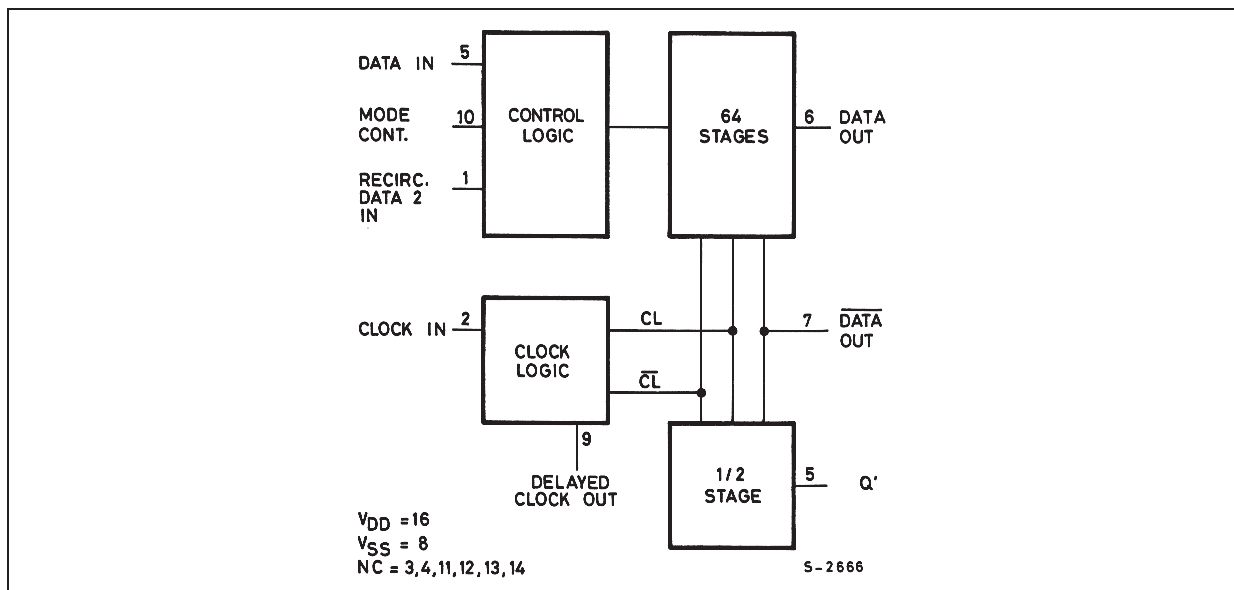 DATA IN
5
MODE
CONT.
10
RECIRC.
DATA 2
IN
1
CONTROL
LOGIC
64
STAGES
6
DATA
OUT
CLOCK IN
2
CLOCK
LOGIC
CL
C̅L̅
7
D̅A̅T̅A̅
OUT
9
DELAYED
CLOCK OUT
1/2
STAGE
5
Q'
VDD = 16
VSS = 8
NC = 3,4,11,12,13,14
S-2666